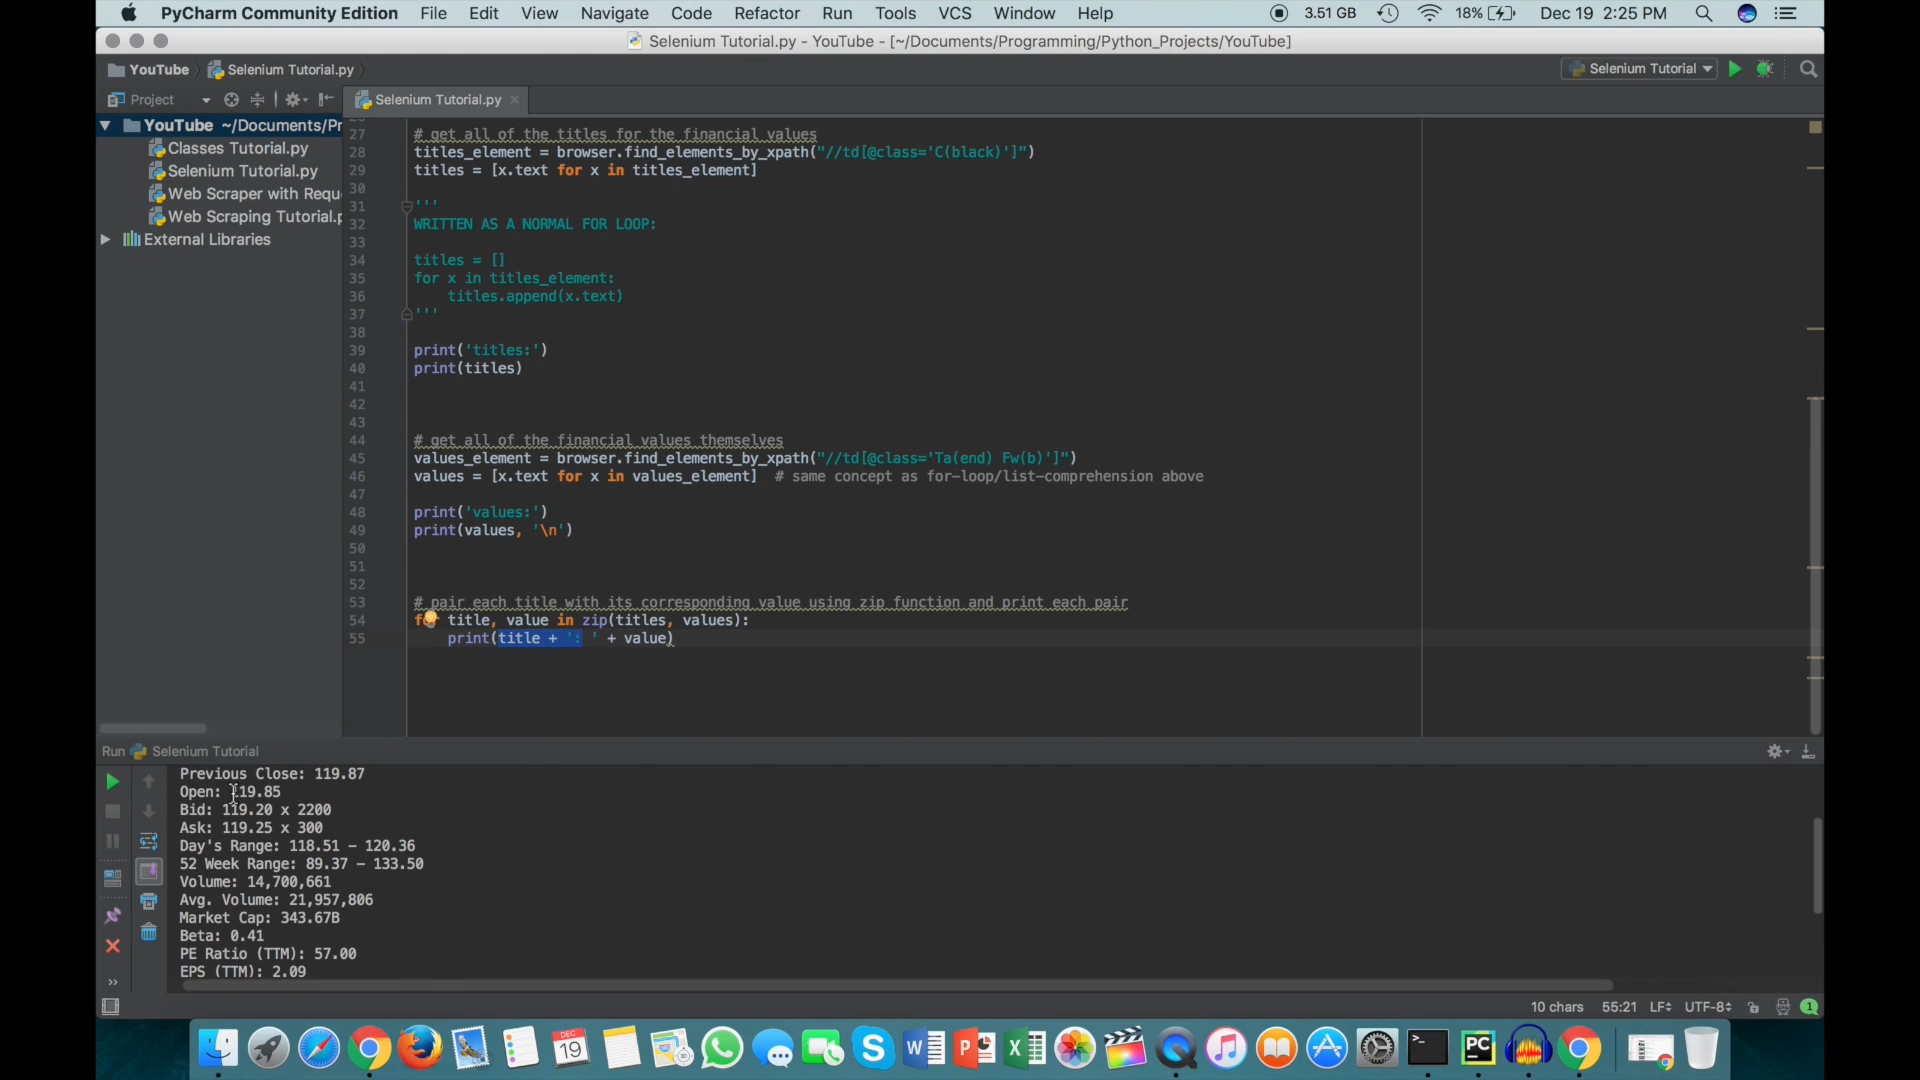 PyCharm Community Edition File Edit View Navigate Code Refactor Run Tools VCS Window Help 3.51 GB 18% Dec 19 2:25 PM
Selenium Tutorial.py - YouTube - [~/Documents/Programming/Python_Projects/YouTube]
YouTube Selenium Tutorial.py Selenium Tutorial
Project Selenium Tutorial.py
YouTube ~/Documents/Pr
Classes Tutorial.py
Selenium Tutorial.py
Web Scraper with Requ
Web Scraping Tutorial.p
External Libraries
27 # get all of the titles for the financial values
28 titles_element = browser.find_elements_by_xpath("//td[@class='C(black)']")
29 titles = [x.text for x in titles_element]
30
31 '''
32 WRITTEN AS A NORMAL FOR LOOP:
33
34 titles = []
35 for x in titles_element:
36 titles.append(x.text)
37 '''
38
39 print('titles:')
40 print(titles)
41
42
43
44 # get all of the financial values themselves
45 values_element = browser.find_elements_by_xpath("//td[@class='Ta(end) Fw(b)']")
46 values = [x.text for x in values_element] # same concept as for-loop/list-comprehension above
47
48 print('values:')
49 print(values, '\n')
50
51
52
53 # pair each title with its corresponding value using zip function and print each pair
54 for title, value in zip(titles, values):
55 print(title + ': ' + value)
Run Selenium Tutorial
Previous Close: 119.87
Open: 119.85
Bid: 119.20 x 2200
Ask: 119.25 x 300
Day's Range: 118.51 - 120.36
52 Week Range: 89.37 - 133.50
Volume: 14,700,661
Avg. Volume: 21,957,806
Market Cap: 343.67B
Beta: 0.41
PE Ratio (TTM): 57.00
EPS (TTM): 2.09
10 chars 55:21 LF UTF-8 1
DEC
19
W P X PC